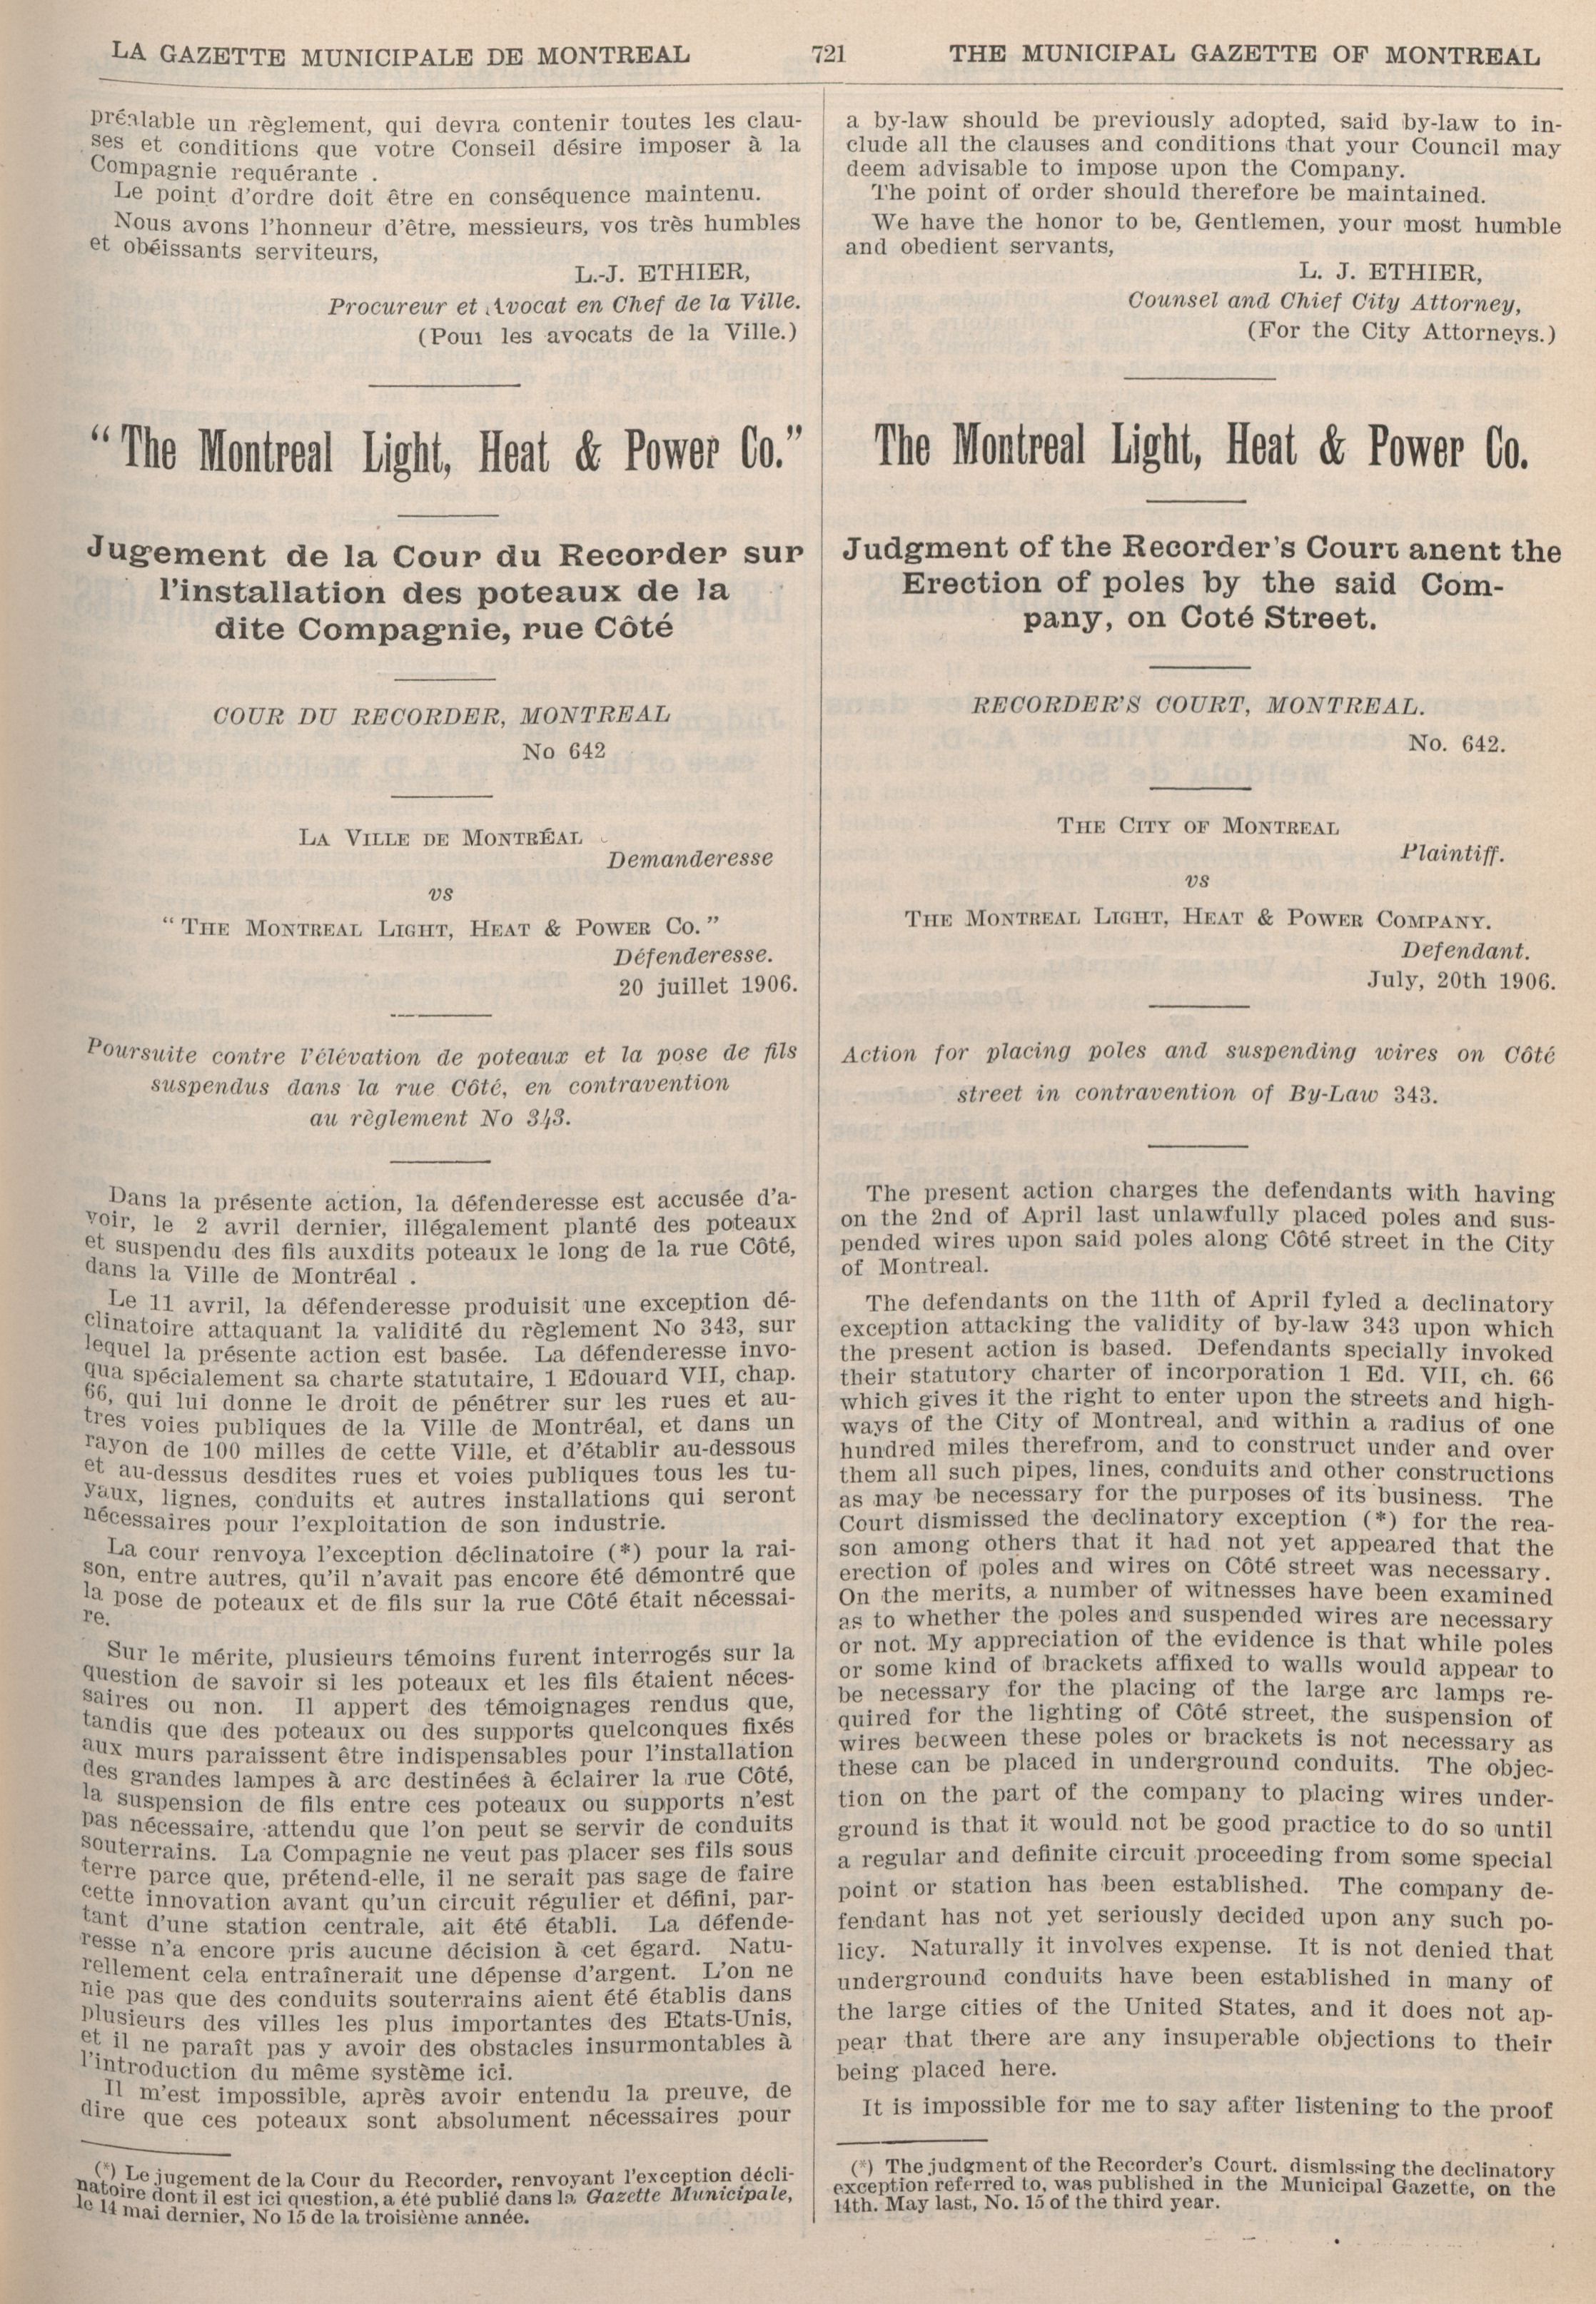 LA GAZETTE MUNICIPALE DE MONTREAL 721 THE MUNICIPAL GAZETTE OF MONTREAL
préalable un règlement, qui devra contenir toutes les clau-
ses et conditions que votre Conseil désire imposer à la
Compagnie requérante .
Le point d'ordre doit être en conséquence maintenu.
Nous avons l'honneur d'être, messieurs, vos très humbles
et obéissants serviteurs,
L.-J. ETHIER,
Procureur et Avocat en Chef de la Ville.
(Pour les avocats de la Ville.)
"The Montreal Light, Heat & Power Co."
Jugement de la Cour du Recorder sur
l'installation des poteaux de la
dite Compagnie, rue Côté
COUR DU RECORDER, MONTREAL
No 642
LA VILLE DE MONTRÉAL
Demanderesse
vs
"THE MONTREAL LIGHT, HEAT & POWER CO."
Défenderesse.
20 juillet 1906.
Poursuite contre l'élévation de poteaux et la pose de fils
suspendus dans la rue Côté, en contravention
au règlement No 343.
Dans la présente action, la défenderesse est accusée d'a-
voir, le 2 avril dernier, illégalement planté des poteaux
et suspendu des fils auxdits poteaux le long de la rue Côté,
dans la Ville de Montréal .
Le 11 avril, la défenderesse produisit une exception dé-
clinatoire attaquant la validité du règlement No 343, sur
lequel la présente action est basée. La défenderesse invo-
qua spécialement sa charte statutaire, 1 Edouard VII, chap.
66, qui lui donne le droit de pénétrer sur les rues et au-
tres voies publiques de la Ville de Montréal, et dans un
rayon de 100 milles de cette Ville, et d'établir au-dessous
et au-dessus desdites rues et voies publiques tous les tu-
yaux, lignes, conduits et autres installations qui seront
nécessaires pour l'exploitation de son industrie.
La cour renvoya l'exception déclinatoire (*) pour la rai-
son, entre autres, qu'il n'avait pas encore été démontré que
la pose de poteaux et de fils sur la rue Côté était nécessai-
re.
Sur le mérite, plusieurs témoins furent interrogés sur la
question de savoir si les poteaux et les fils étaient néces-
saires ou non. Il appert des témoignages rendus que,
tandis que des poteaux ou des supports quelconques fixés
aux murs paraissent être indispensables pour l'installation
des grandes lampes à arc destinées à éclairer la rue Côté,
la suspension de fils entre ces poteaux ou supports n'est
pas nécessaire, attendu que l'on peut se servir de conduits
souterrains. La Compagnie ne veut pas placer ses fils sous
terre parce que, prétend-elle, il ne serait pas sage de faire
cette innovation avant qu'un circuit régulier et défini, par-
tant d'une station centrale, ait été établi. La défende-
resse n'a encore pris aucune décision à cet égard. Natu-
rellement cela entraînerait une dépense d'argent. L'on ne
nie pas que des conduits souterrains aient été établis dans
plusieurs des villes les plus importantes des Etats-Unis,
et il ne paraît pas y avoir des obstacles insurmontables à
l'introduction du même système ici.
Il m'est impossible, après avoir entendu la preuve, de
dire que ces poteaux sont absolument nécessaires pour
(*) Le jugement de la Cour du Recorder, renvoyant l'exception décli-
natoire dont il est ici question, a été publié dans la Gazette Municipale,
le 14 mai dernier, No 15 de la troisième année.
a by-law should be previously adopted, said by-law to in-
clude all the clauses and conditions that your Council may
deem advisable to impose upon the Company.
The point of order should therefore be maintained.
We have the honor to be, Gentlemen, your most humble
and obedient servants,
L. J. ETHIER,
Counsel and Chief City Attorney,
(For the City Attorneys.)
The Montreal Light, Heat & Power Co.
Judgment of the Recorder's Court anent the
Erection of poles by the said Com-
pany, on Coté Street.
RECORDER'S COURT, MONTREAL.
No. 642.
THE CITY OF MONTREAL
Plaintiff.
vs
THE MONTREAL LIGHT, HEAT & POWER COMPANY.
Defendant.
July, 20th 1906.
Action for placing poles and suspending wires on Côté
street in contravention of By-Law 343.
The present action charges the defendants with having
on the 2nd of April last unlawfully placed poles and sus-
pended wires upon said poles along Côté street in the City
of Montreal.
The defendants on the 11th of April fyled a declinatory
exception attacking the validity of by-law 343 upon which
the present action is based. Defendants specially invoked
their statutory charter of incorporation 1 Ed. VII, ch. 66
which gives it the right to enter upon the streets and high-
ways of the City of Montreal, and within a radius of one
hundred miles therefrom, and to construct under and over
them all such pipes, lines, conduits and other constructions
as may be necessary for the purposes of its business. The
Court dismissed the declinatory exception (*) for the rea-
son among others that it had not yet appeared that the
erection of poles and wires on Côté street was necessary.
On the merits, a number of witnesses have been examined
as to whether the poles and suspended wires are necessary
or not. My appreciation of the evidence is that while poles
or some kind of brackets affixed to walls would appear to
be necessary for the placing of the large arc lamps re-
quired for the lighting of Côté street, the suspension of
wires between these poles or brackets is not necessary as
these can be placed in underground conduits. The objec-
tion on the part of the company to placing wires under-
ground is that it would not be good practice to do so until
a regular and definite circuit proceeding from some special
point or station has been established. The company de-
fendant has not yet seriously decided upon any such po-
licy. Naturally it involves expense. It is not denied that
underground conduits have been established in many of
the large cities of the United States, and it does not ap-
pear that there are any insuperable objections to their
being placed here.
It is impossible for me to say after listening to the proof
(*) The judgment of the Recorder's Court. dismlssing the declinatory
exception referred to, was published in the Municipal Gazette, on the
14th. May last, No. 15 of the third year.